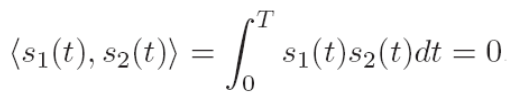 ⟨s₁(t), s₂(t)⟩ = ∫₀ᵀ s₁(t)s₂(t)dt = 0.